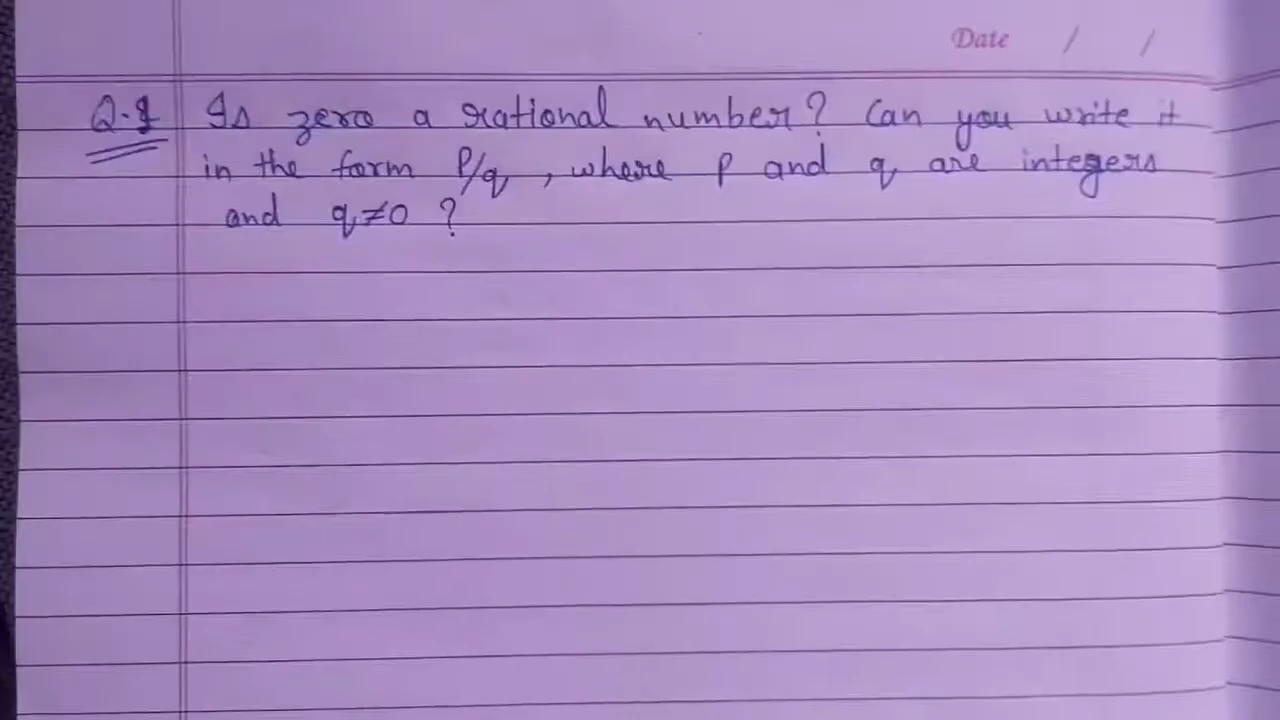 Date / /
Q.1 Is zero a rational number? Can you write it
in the form P/q, where p and q are integers
and q≠0 ?